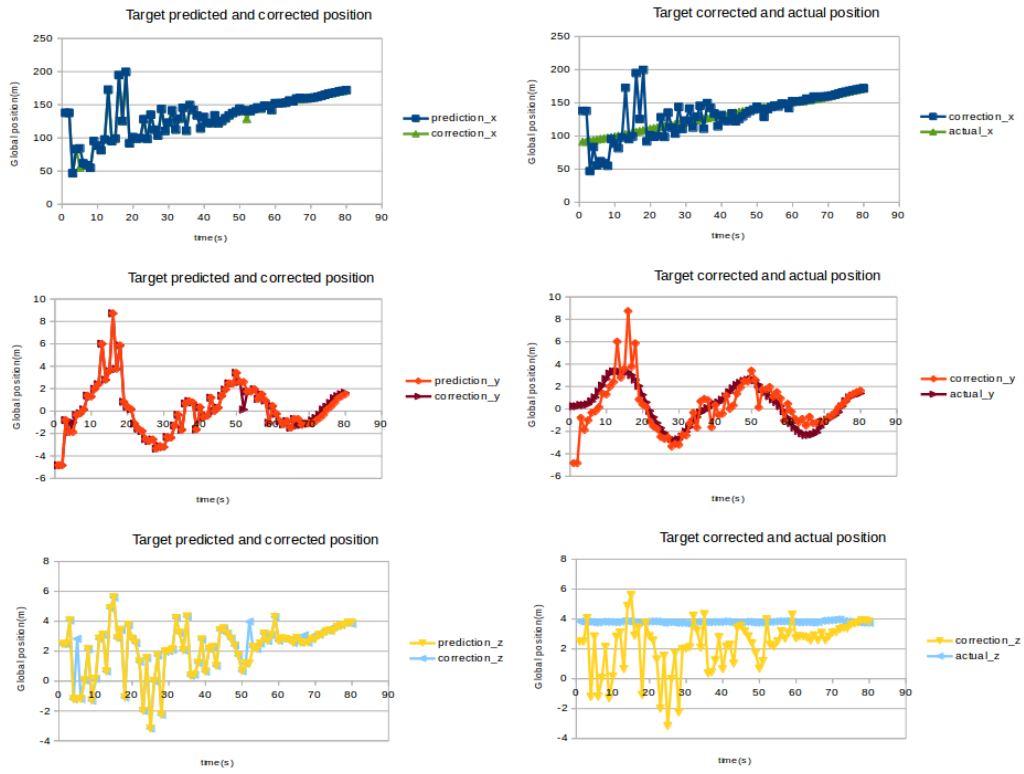 Target predicted and corrected position
Global position(m)
250
200
150
100
50
0
0 10 20 30 40 50 60 70 80 90
time(s)
prediction_x
correction_x
Target corrected and actual position
Global position(m)
250
200
150
100
50
0
0 10 20 30 40 50 60 70 80 90
time(s)
correction_x
actual_x
Target predicted and corrected position
Global position(m)
10
8
6
4
2
0
-2
-4
-6
0 10 20 30 40 50 60 70 80 90
time(s)
prediction_y
correction_y
Target corrected and actual position
Global position(m)
10
8
6
4
2
0
-2
-4
-6
0 10 20 30 40 50 60 70 80 90
time(s)
correction_y
actual_y
Target predicted and corrected position
Global position(m)
8
6
4
2
0
-2
-4
0 10 20 30 40 50 60 70 80 90
time(s)
prediction_z
correction_z
Target corrected and actual position
Global position(m)
8
6
4
2
0
-2
-4
0 10 20 30 40 50 60 70 80 90
time(s)
correction_z
actual_z